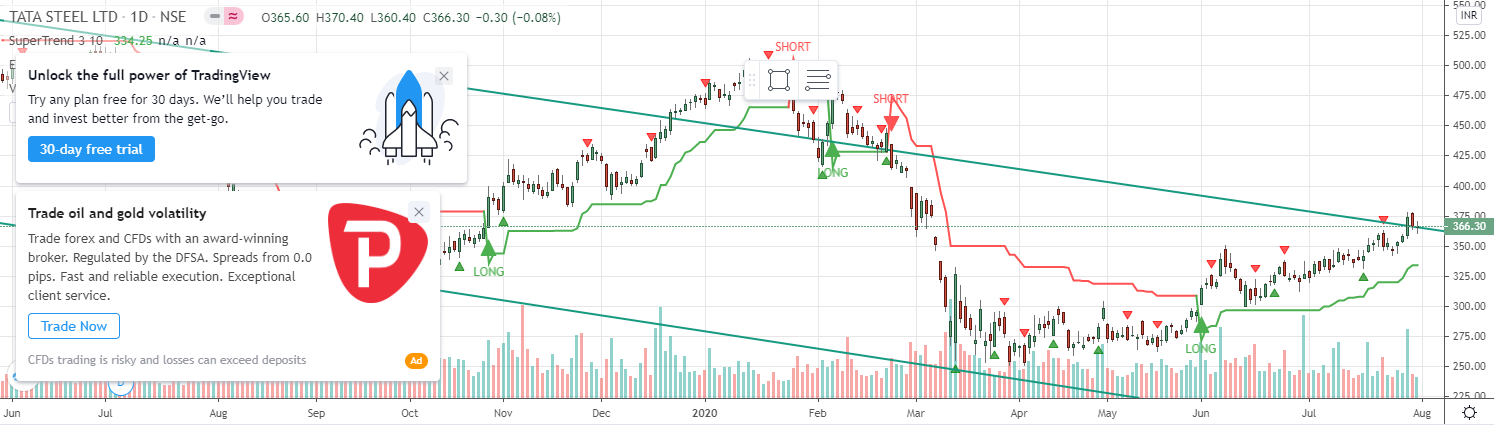 TATA STEEL LTD · 1D · NSE O365.60 H370.40 L360.40 C366.30 −0.30 (−0.08%)
SuperTrend 3 10 334.25 n/a n/a
Unlock the full power of TradingView
Try any plan free for 30 days. We'll help you trade
and invest better from the get-go.
30-day free trial
Trade oil and gold volatility
Trade forex and CFDs with an award-winning
broker. Regulated by the DFSA. Spreads from 0.0
pips. Fast and reliable execution. Exceptional
client service.
Trade Now
CFDs trading is risky and losses can exceed deposits
Ad
P
SHORT
SHORT
LONG
LONG
LONG
INR
550.00
525.00
500.00
475.00
450.00
425.00
400.00
375.00
366.30
350.00
325.00
300.00
275.00
250.00
225.00
Jun Jul Aug Sep Oct Nov Dec 2020 Feb Mar Apr May Jun Jul Aug